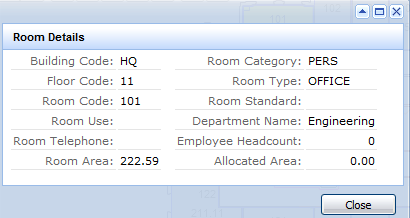 Room Details
Building Code: HQ Room Category: PERS
Floor Code: 11 Room Type: OFFICE
Room Code: 101 Room Standard:
Room Use: Department Name: Engineering
Room Telephone: Employee Headcount: 0
Room Area: 222.59 Allocated Area: 0.00
Close